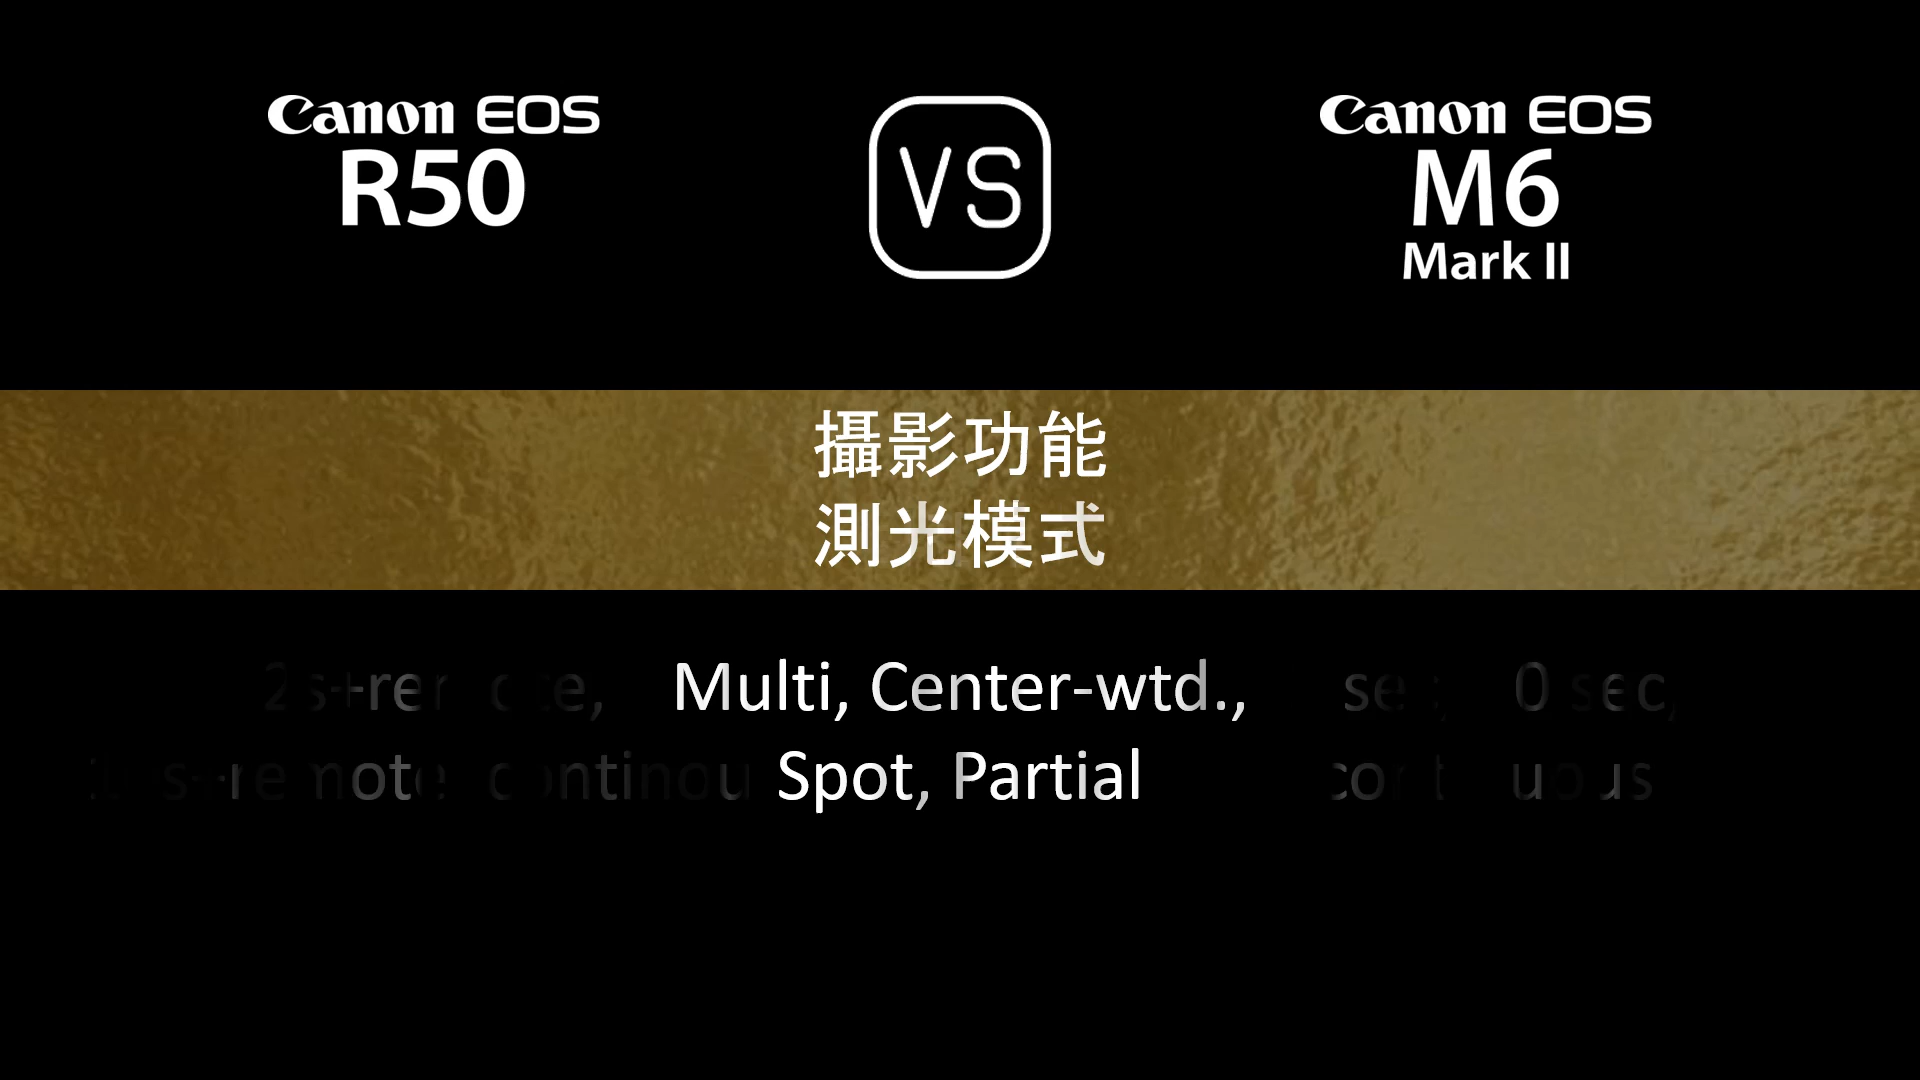 Canon EOS
R50
VS
Canon EOS
M6
Mark II
攝影功能
測光模式
Multi, Center-wtd.,
Spot, Partial